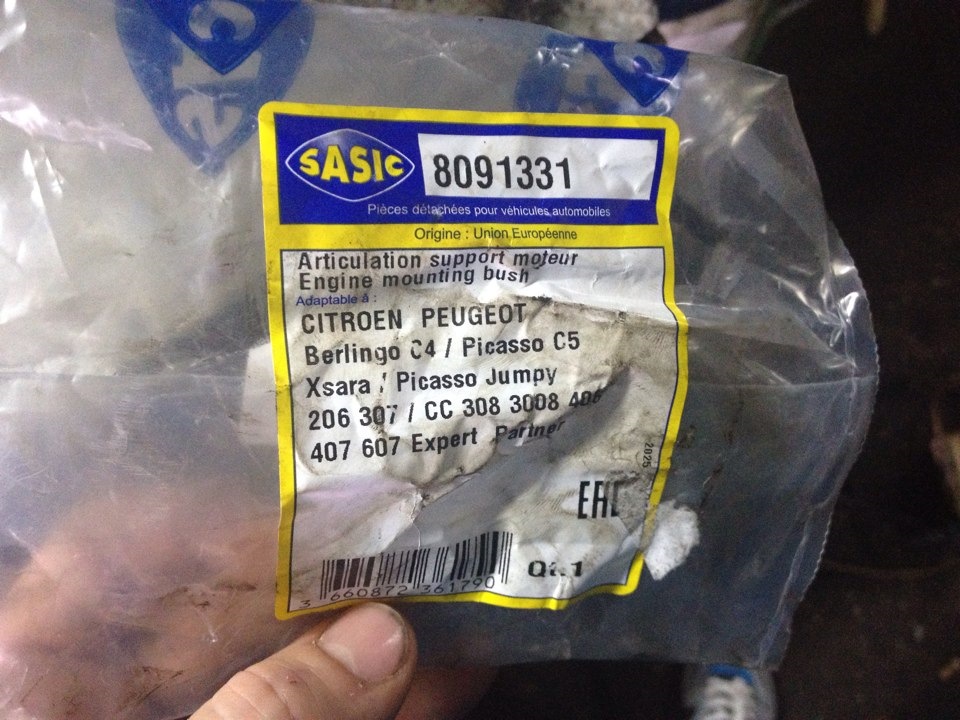 SASIC
8091331
Pièces détachées pour véhicules automobiles
Origine : Union Européenne
Articulation support moteur
Engine mounting bush
Adaptable à :
CITROEN PEUGEOT
Berlingo C4 / Picasso C5
Xsara / Picasso Jumpy
206 307 / CC 308 3008 406
407 607 Expert Partner
2025
EAC
3 660872 361790
Qt.1